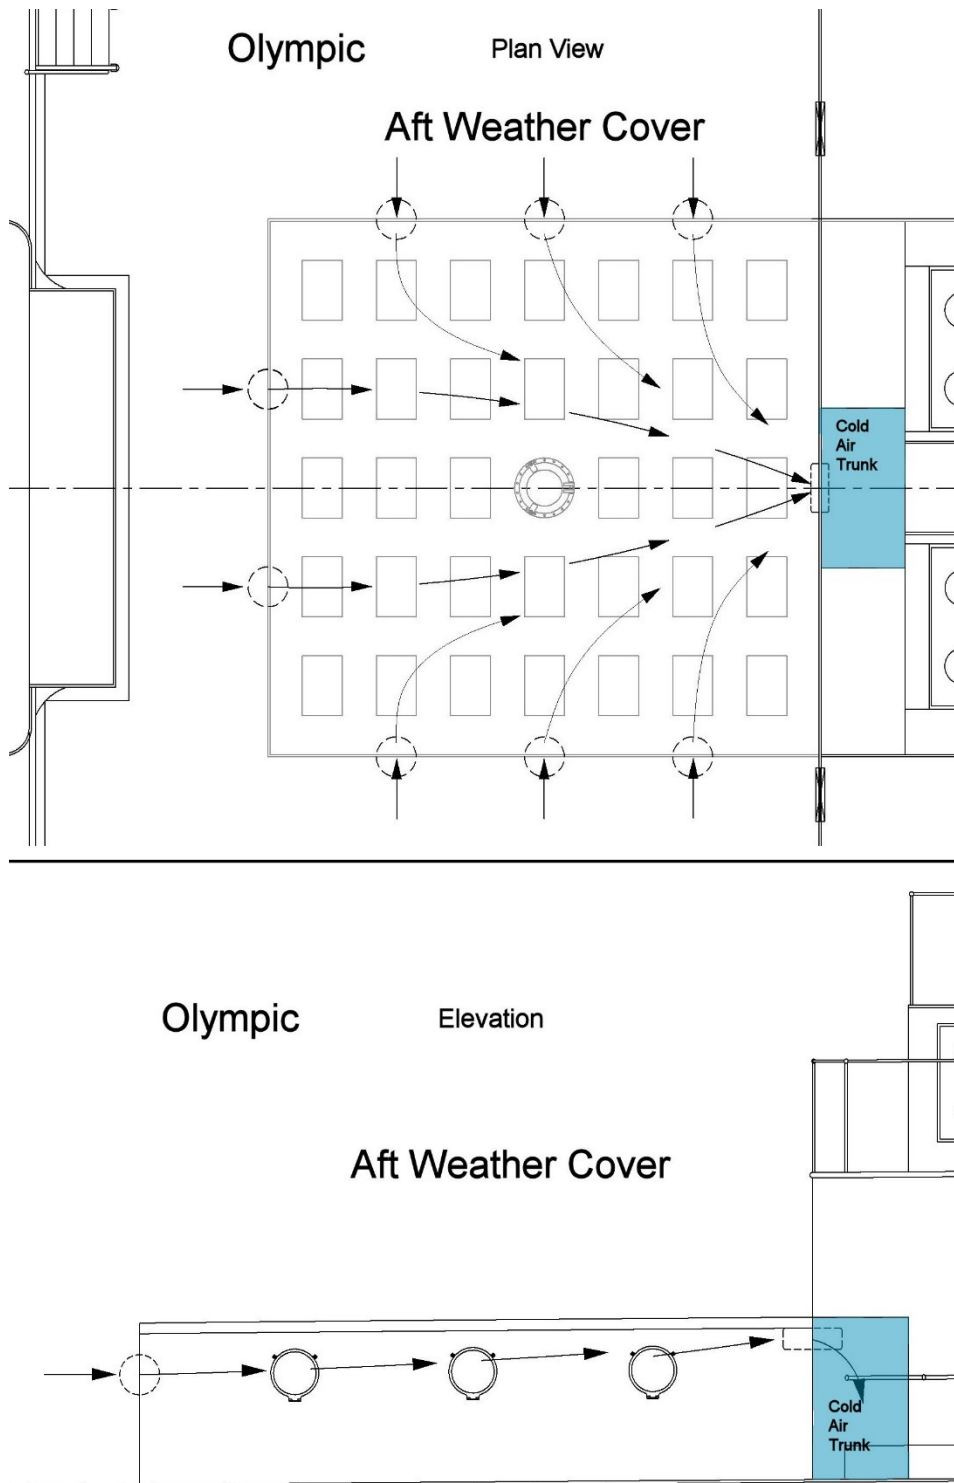 Olympic Plan View
Aft Weather Cover
Cold
Air
Trunk
Olympic Elevation
Aft Weather Cover
Cold
Air
Trunk